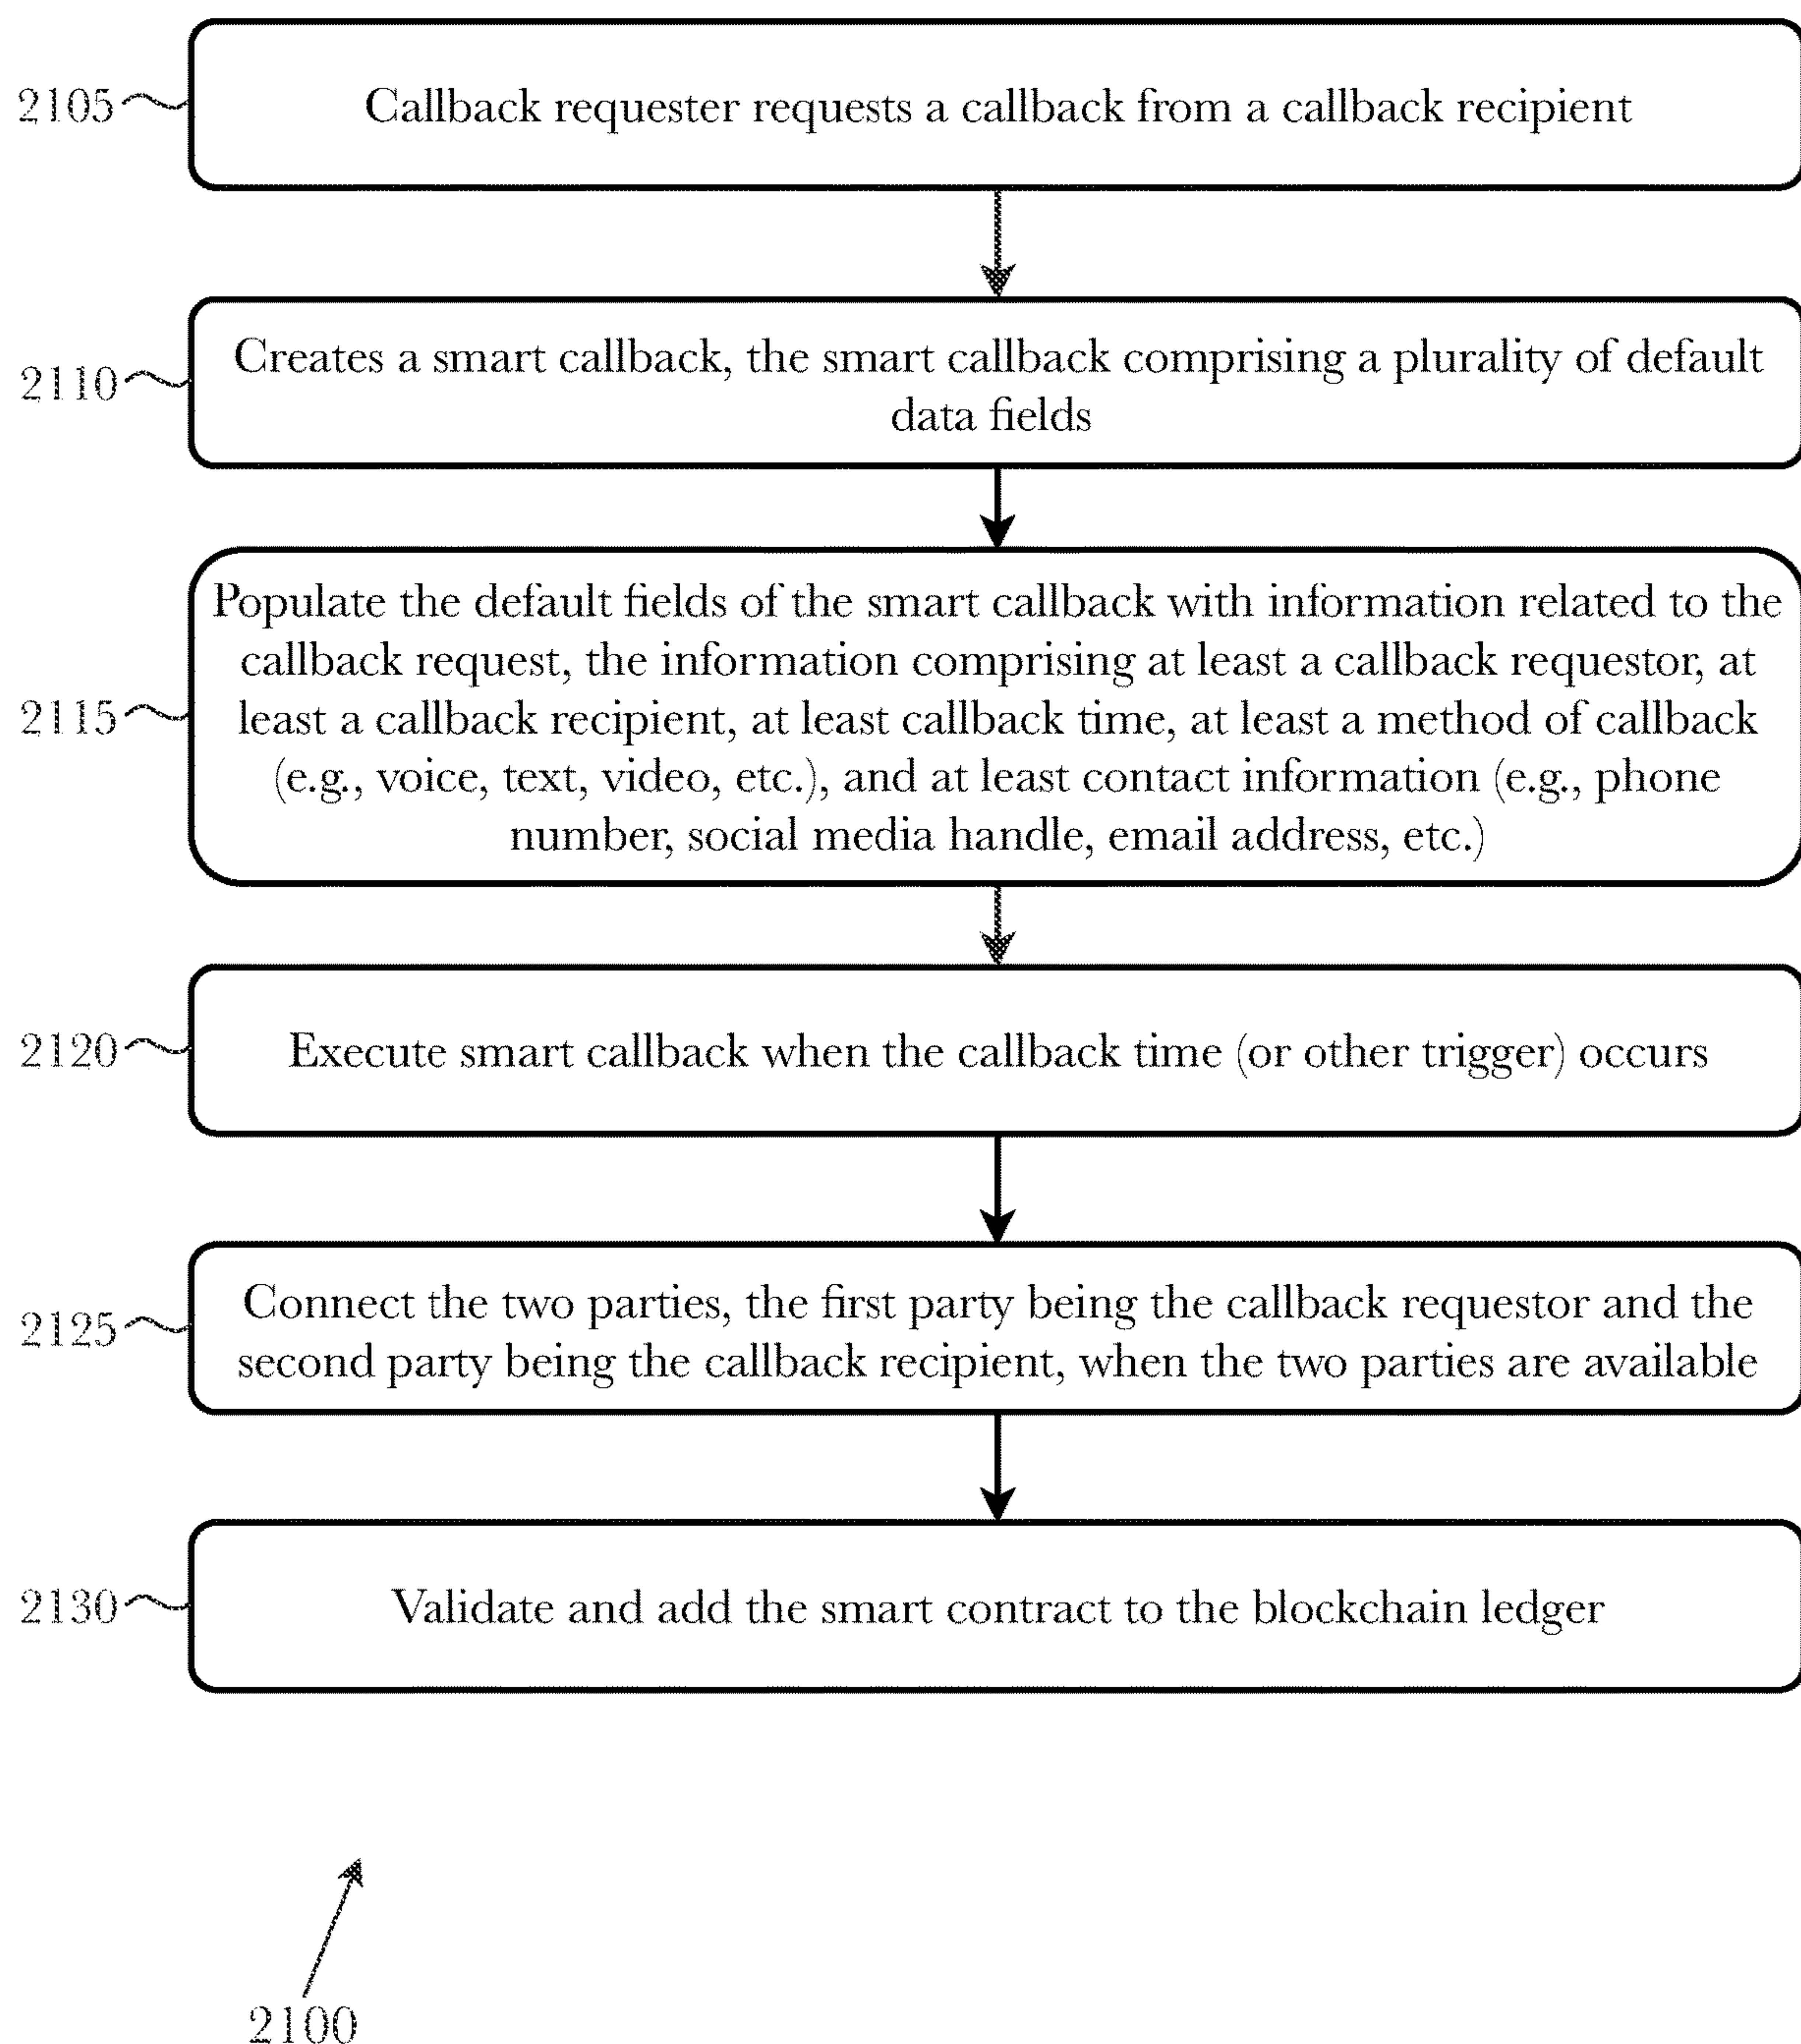 2105
Callback requester requests a callback from a callback recipient
2110
Creates a smart callback, the smart callback comprising a plurality of default
data fields
2115
Populate the default fields of the smart callback with information related to the
callback request, the information comprising at least a callback requestor, at
least a callback recipient, at least callback time, at least a method of callback
(e.g., voice, text, video, etc.), and at least contact information (e.g., phone
number, social media handle, email address, etc.)
2120
Execute smart callback when the callback time (or other trigger) occurs
2125
Connect the two parties, the first party being the callback requestor and the
second party being the callback recipient, when the two parties are available
2130
Validate and add the smart contract to the blockchain ledger
2100